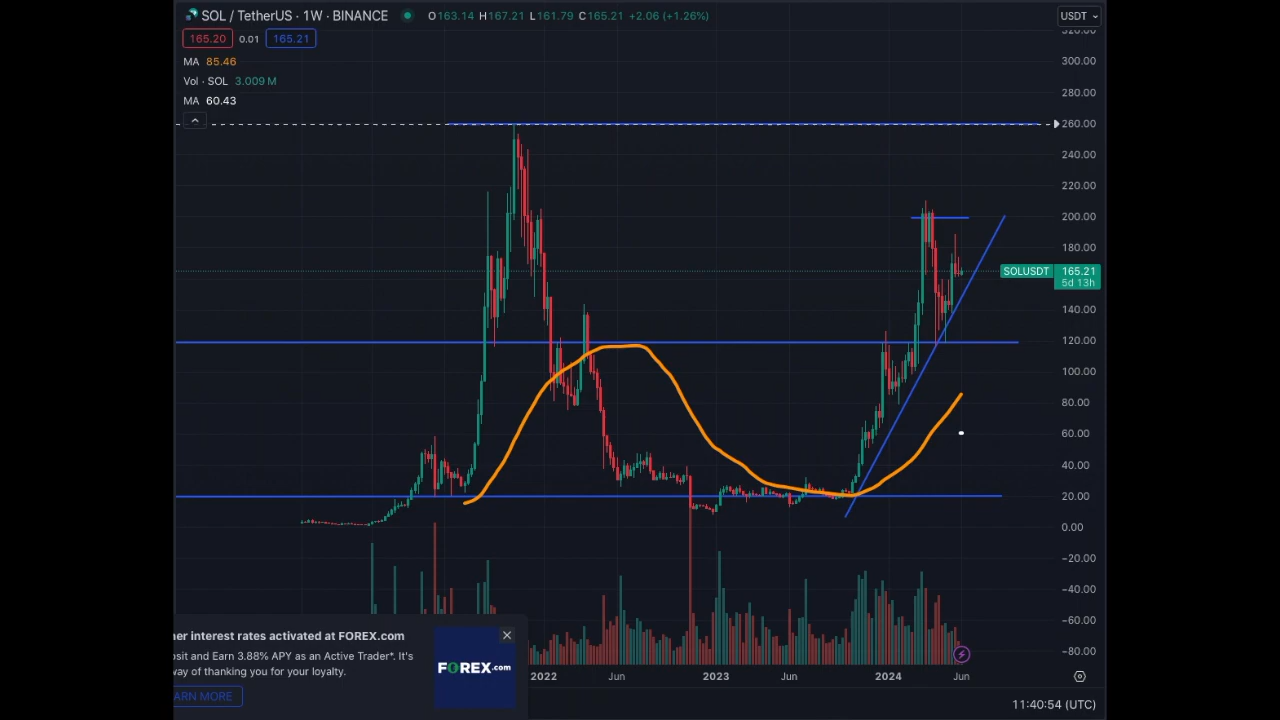 SOL / TetherUS · 1W · BINANCE
O163.14 H167.21 L161.79 C165.21 +2.06 (+1.26%)
USDT
165.20 0.01 165.21
MA 85.46
Vol · SOL 3.009 M
MA 60.43
320.00
300.00
280.00
260.00
240.00
220.00
200.00
180.00
SOLUSDT 165.21
5d 13h
140.00
120.00
100.00
80.00
60.00
40.00
20.00
0.00
−20.00
−40.00
−60.00
−80.00
her interest rates activated at FOREX.com
osit and Earn 3.88% APY as an Active Trader*. It's
way of thanking you for your loyalty.
EARN MORE
FOREX.com
2022 Jun 2023 Jun 2024 Jun
11:40:54 (UTC)